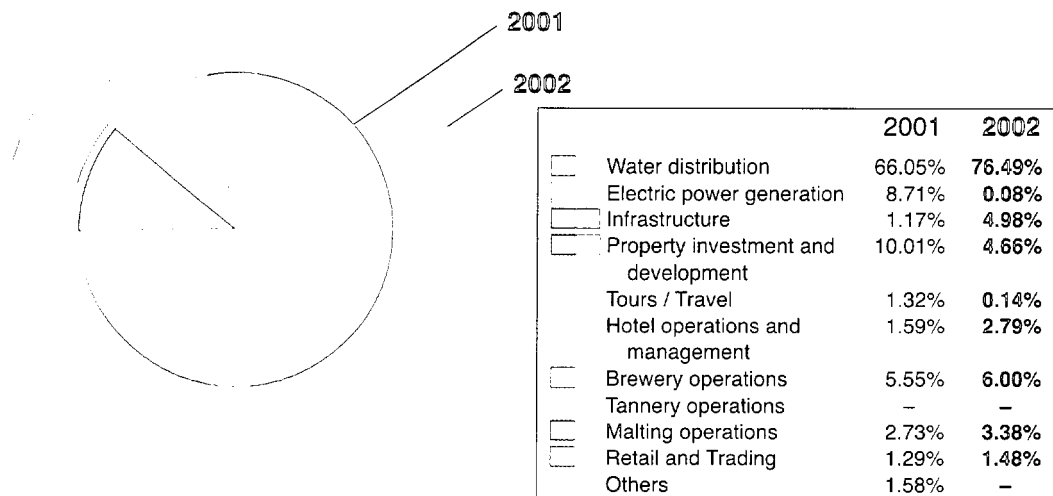 2001
2002
2001 2002
Water distribution 66.05% 76.49%
Electric power generation 8.71% 0.08%
Infrastructure 1.17% 4.98%
Property investment and 10.01% 4.66%
development
Tours / Travel 1.32% 0.14%
Hotel operations and 1.59% 2.79%
management
Brewery operations 5.55% 6.00%
Tannery operations – –
Malting operations 2.73% 3.38%
Retail and Trading 1.29% 1.48%
Others 1.58% –